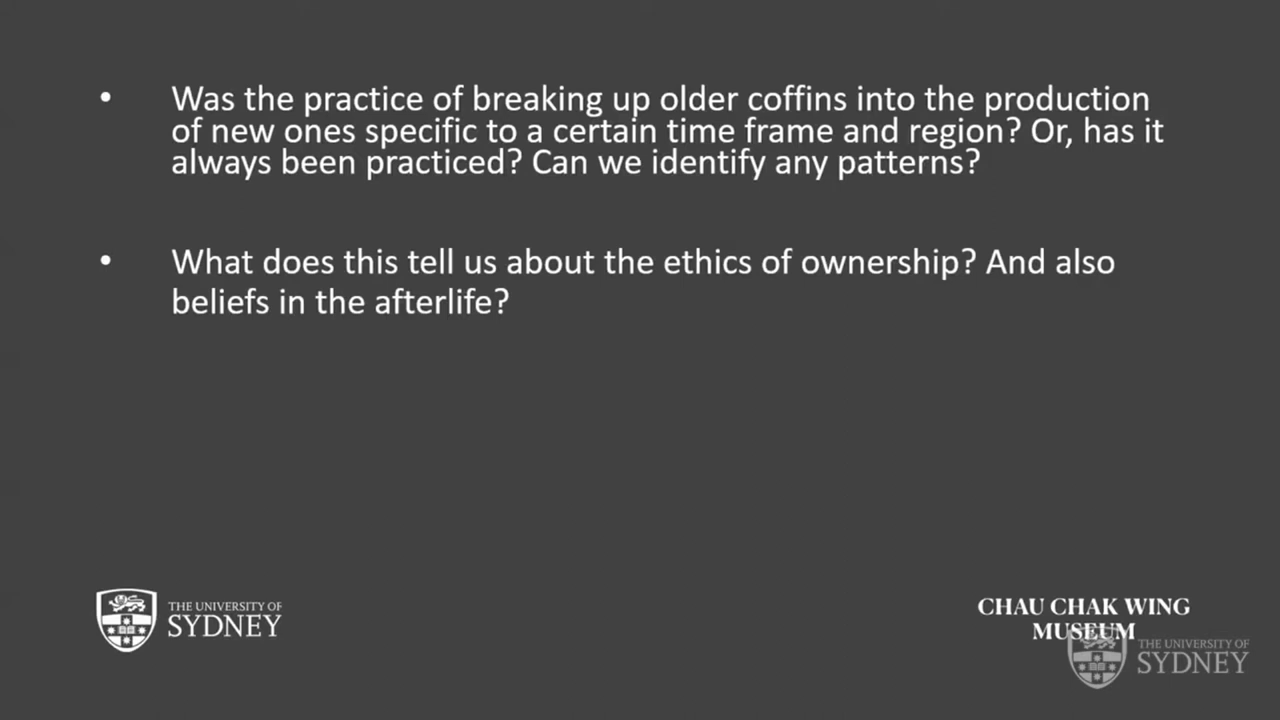 • Was the practice of breaking up older coffins into the production
of new ones specific to a certain time frame and region? Or, has it
always been practiced? Can we identify any patterns?
• What does this tell us about the ethics of ownership? And also
beliefs in the afterlife?
THE UNIVERSITY OF
SYDNEY
CHAU CHAK WING
MUSEUM
THE UNIVERSITY OF
SYDNEY